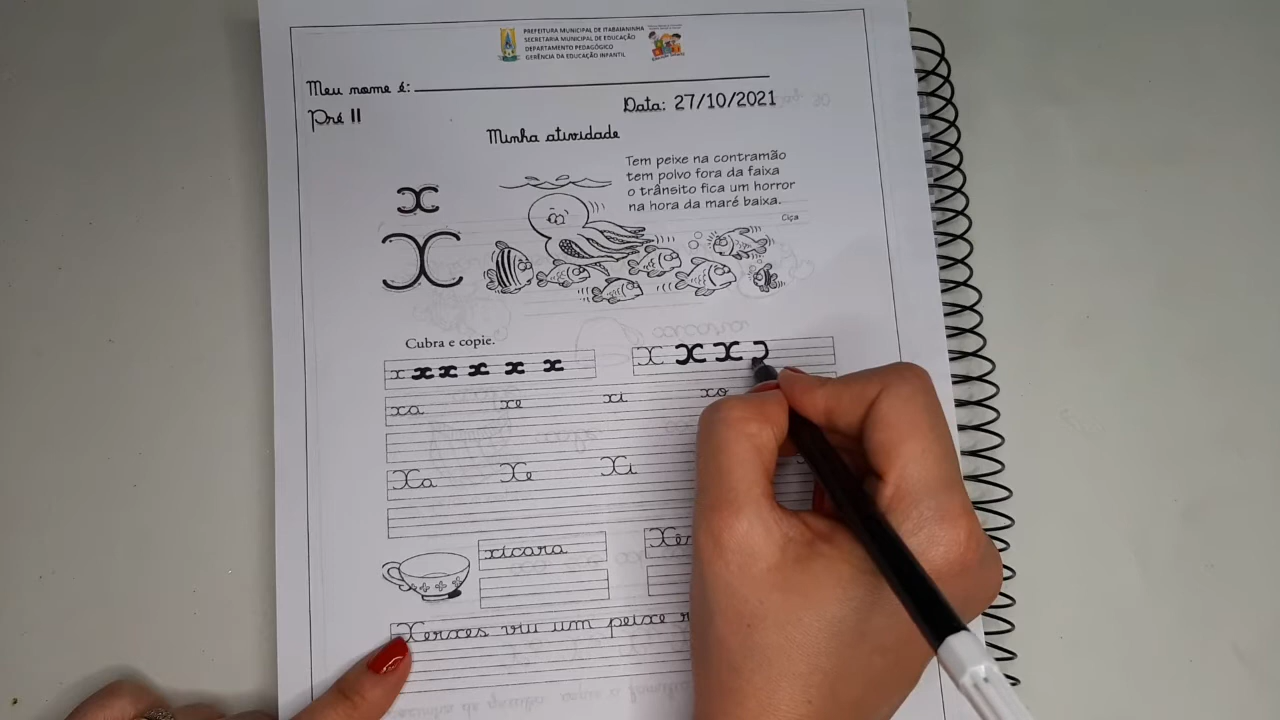 PREFEITURA MUNICIPAL DE ITABAIANINHA
SECRETARIA MUNICIPAL DE EDUCAÇÃO
DEPARTAMENTO PEDAGÓGICO
GERÊNCIA DA EDUCAÇÃO INFANTIL
Meu nome é:
Pré II
Data: 27/10/2021
Minha atividade
Tem peixe na contramão
tem polvo fora da faixa
o trânsito fica um horror
na hora da maré baixa.
Ciça
x
X
Cubra e copie.
x x x x x x
X X X
xa xe xi xo
Xa Xe Xi
xícara
Xerxes viu um peixe